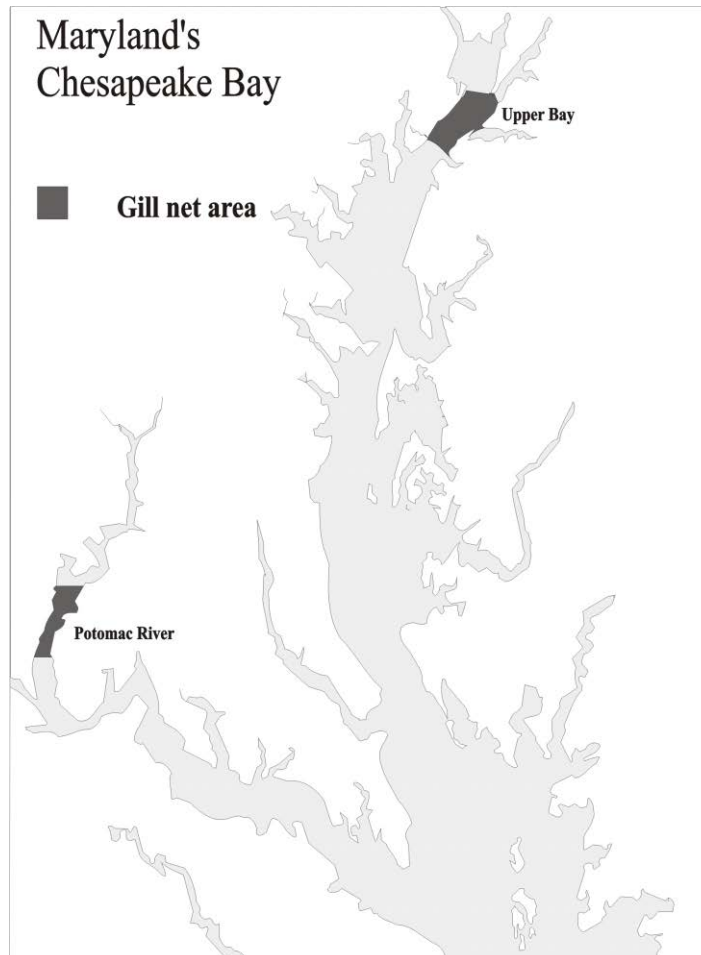 Maryland's
Chesapeake Bay
Upper Bay
Gill net area
Potomac River